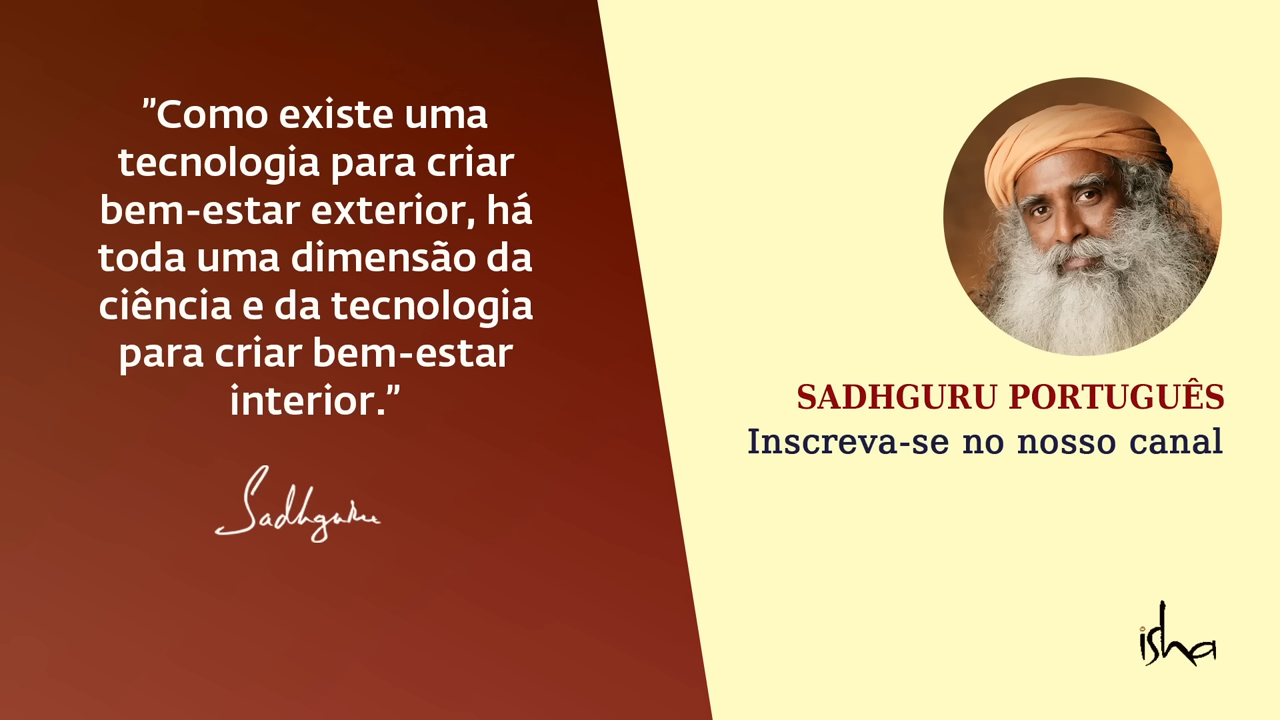 ”Como existe uma
tecnologia para criar
bem-estar exterior, há
toda uma dimensão da
ciência e da tecnologia
para criar bem-estar
interior.”
Sadhguru
SADHGURU PORTUGUÊS
Inscreva-se no nosso canal
isha